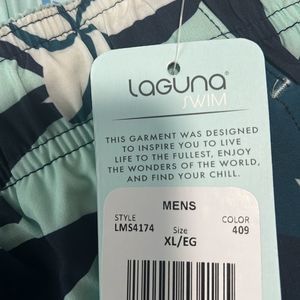 LaGUna®
SWIM
THIS GARMENT WAS DESIGNED
TO INSPIRE YOU TO LIVE
LIFE TO THE FULLEST, ENJOY
THE WONDERS OF THE WORLD,
AND FIND YOUR CHILL.
MENS
STYLE Size COLOR
LMS4174 XL/EG 409